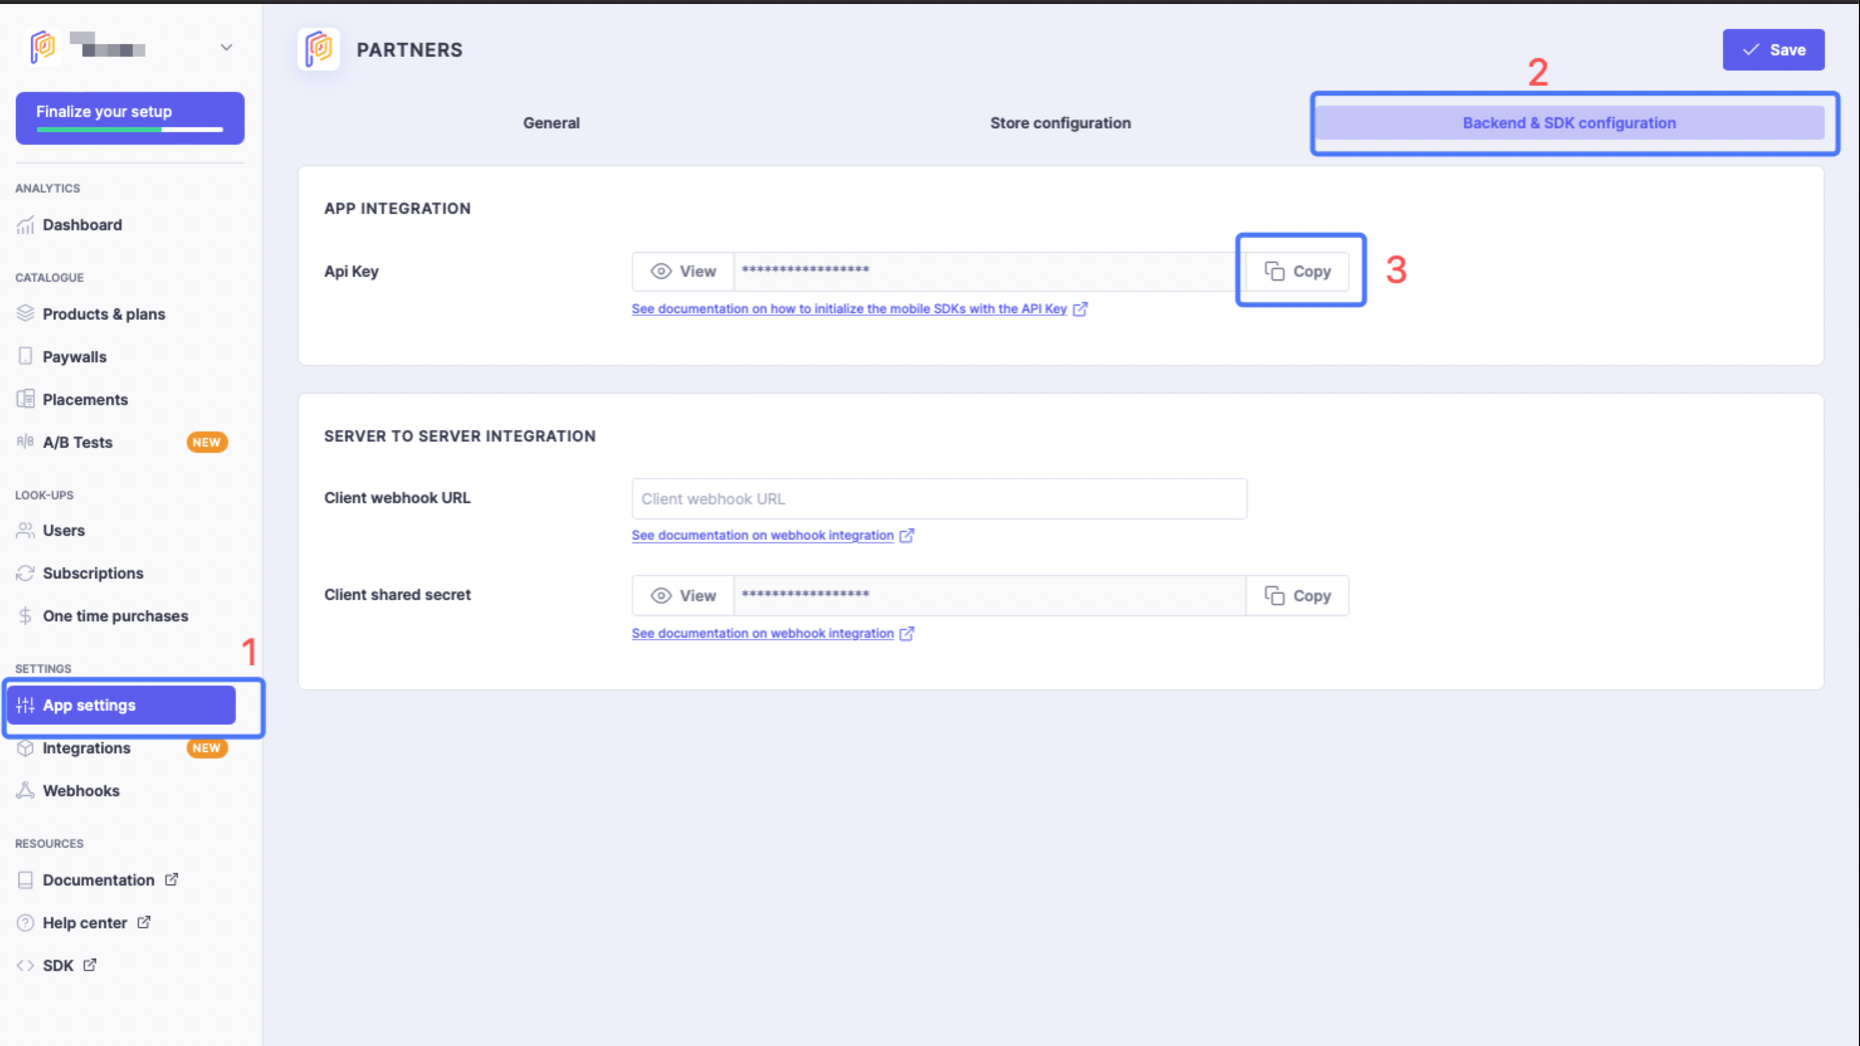 Finalize your setup
ANALYTICS
Dashboard
CATALOGUE
Products & plans
Paywalls
Placements
A/B A/B Tests NEW
LOOK-UPS
Users
Subscriptions
One time purchases
1
SETTINGS
App settings
Integrations NEW
Webhooks
RESOURCES
Documentation
Help center
SDK
PARTNERS
Save
2
General
Store configuration
Backend & SDK configuration
APP INTEGRATION
Api Key
View
*****************
Copy
3
See documentation on how to initialize the mobile SDKs with the API Key
SERVER TO SERVER INTEGRATION
Client webhook URL
Client webhook URL
See documentation on webhook integration
Client shared secret
View
*****************
Copy
See documentation on webhook integration